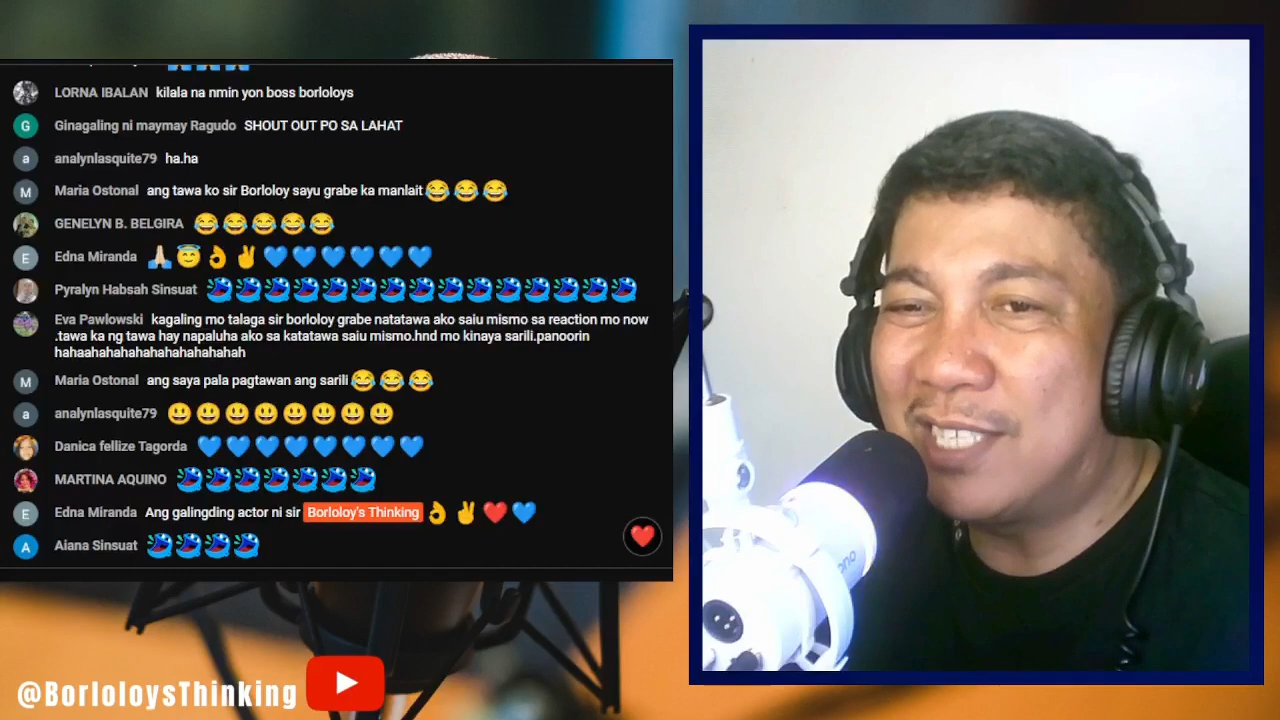 LORNA IBALAN kilala na nmin yon boss borloloys
G Ginagaling ni maymay Ragudo SHOUT OUT PO SA LAHAT
a analynlasquite79 ha.ha
M Maria Ostonal ang tawa ko sir Borloloy sayu grabe ka manlait 😂😂😂
GENELYN B. BELGIRA 😂😂😂😂😂
E Edna Miranda 🙏🏻😇👌✌💙💙💙💙💙💙
Pyralyn Habsah Sinsuat
Eva Pawlowski kagaling mo talaga sir borloloy grabe natatawa ako saiu mismo sa reaction mo now
.tawa ka ng tawa hay napaluha ako sa katatawa saiu mismo.hnd mo kinaya sarili.panoorin
hahaahahahahahahahahahah
M Maria Ostonal ang saya pala pagtawan ang sarili 😂😂😂
a analynlasquite79 😃😃😃😃😃😃😃😃
Danica fellize Tagorda 💙💙💙💙💙💙💙💙
MARTINA AQUINO
E Edna Miranda Ang galingding actor ni sir Borloloy's Thinking 👌✌❤💙
A Aiana Sinsuat
@BorloloysThinking